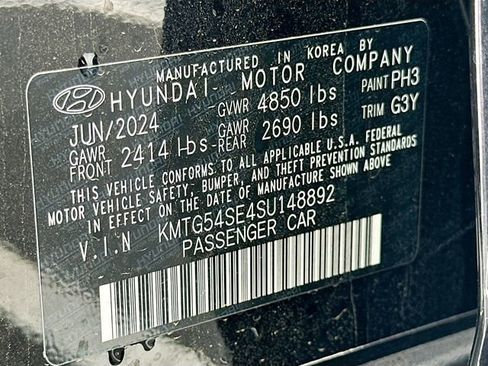 MANUFACTURED IN KOREA BY
HYUNDAI MOTOR COMPANY
JUN/2024 GVWR 4850 lbs PAINT PH3
GAWR FRONT 2414 lbs GAWR REAR 2690 lbs TRIM G3Y
THIS VEHICLE CONFORMS TO ALL APPLICABLE U.S.A. FEDERAL
MOTOR VEHICLE SAFETY, BUMPER, AND THEFT PREVENTION STANDARDS
IN EFFECT ON THE DATE OF MANUFACTURE SHOWN ABOVE
V.I.N KMTG54SE4SU148892
PASSENGER CAR